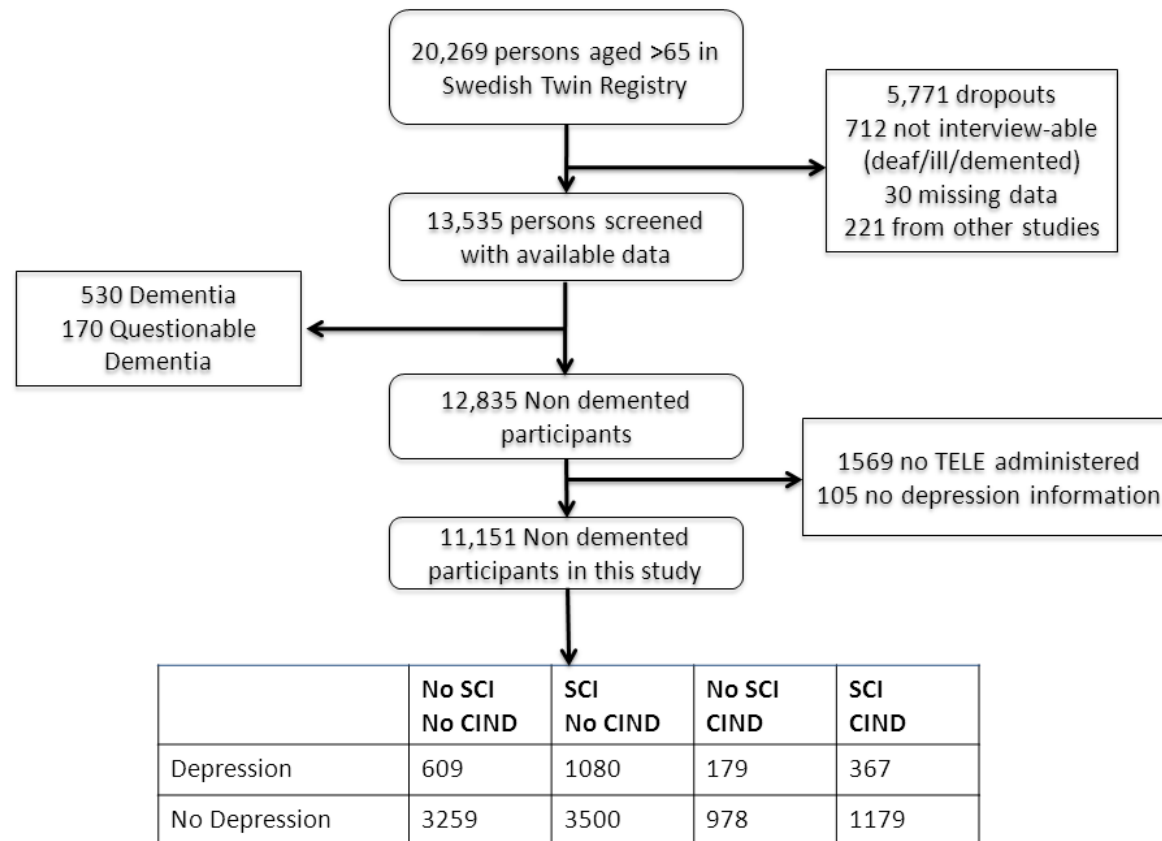 20,269 persons aged >65 in
Swedish Twin Registry
5,771 dropouts
712 not interview-able
(deaf/ill/demented)
30 missing data
221 from other studies
13,535 persons screened
with available data
530 Dementia
170 Questionable
Dementia
12,835 Non demented
participants
1569 no TELE administered
105 no depression information
11,151 Non demented
participants in this study
No SCI SCI No SCI SCI
No CIND No CIND CIND CIND
Depression 609 1080 179 367
No Depression 3259 3500 978 1179